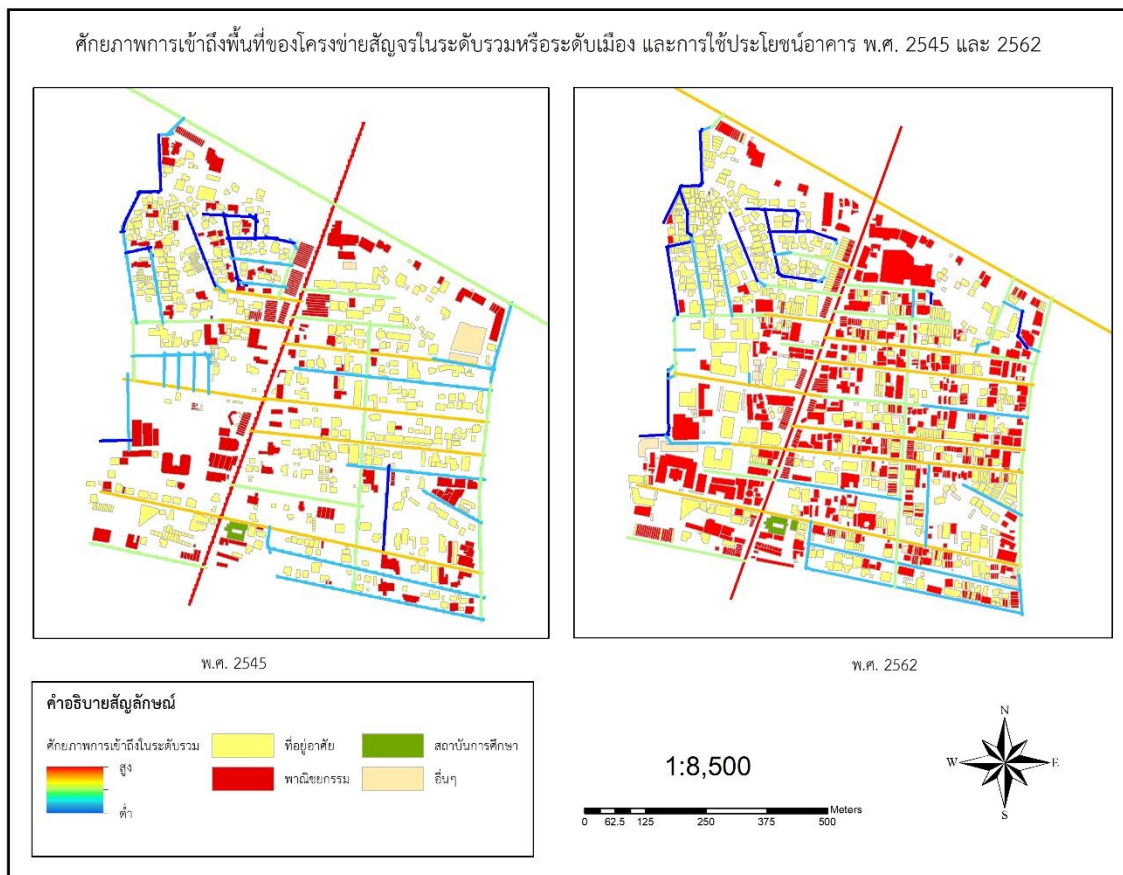 ศักยภาพการเข้าถึงพื้นที่ของโครงข่ายสัญจรในระดับรวมหรือระดับเมือง และการใช้ประโยชน์อาคาร พ.ศ. 2545 และ 2562
พ.ศ. 2545
พ.ศ. 2562
คำอธิบายสัญลักษณ์
ศักยภาพการเข้าถึงในระดับรวม
สูง
ต่ำ
ที่อยู่อาศัย
พาณิชยกรรม
สถาบันการศึกษา
อื่นๆ
1:8,500
Meters
0 62.5 125 250 375 500
N
W E
S